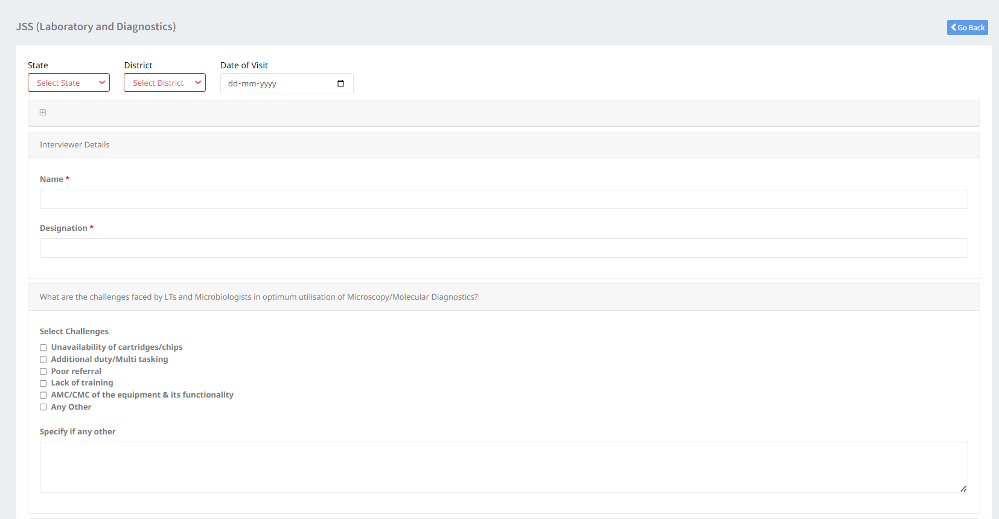 JSS (Laboratory and Diagnostics)
Go Back
State
District
Date of Visit
Select State
Select District
dd-mm-yyyy
Interviewer Details
Name *
Designation *
What are the challenges faced by LTs and Microbiologists in optimum utilisation of Microscopy/Molecular Diagnostics?
Select Challenges
Unavailability of cartridges/chips
Additional duty/Multi tasking
Poor referral
Lack of training
AMC/CMC of the equipment & its functionality
Any Other
Specify if any other